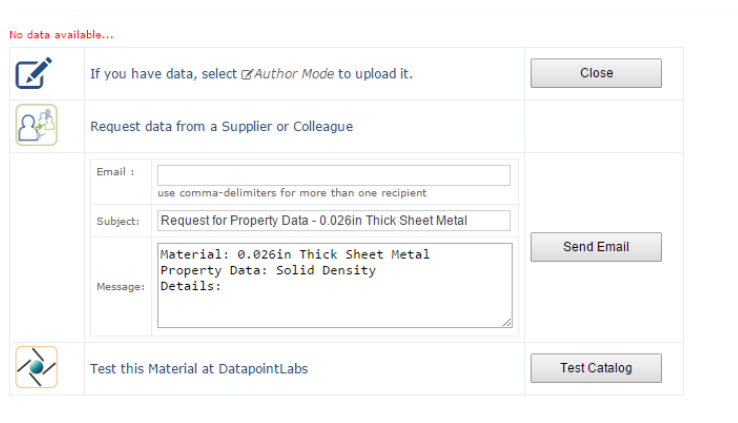 No data available...
If you have data, select Author Mode to upload it.
Close
Request data from a Supplier or Colleague
Email :
use comma-delimiters for more than one recipient
Subject:
Request for Property Data - 0.026in Thick Sheet Metal
Message:
Material: 0.026in Thick Sheet Metal
Property Data: Solid Density
Details:
Send Email
Test this Material at DatapointLabs
Test Catalog